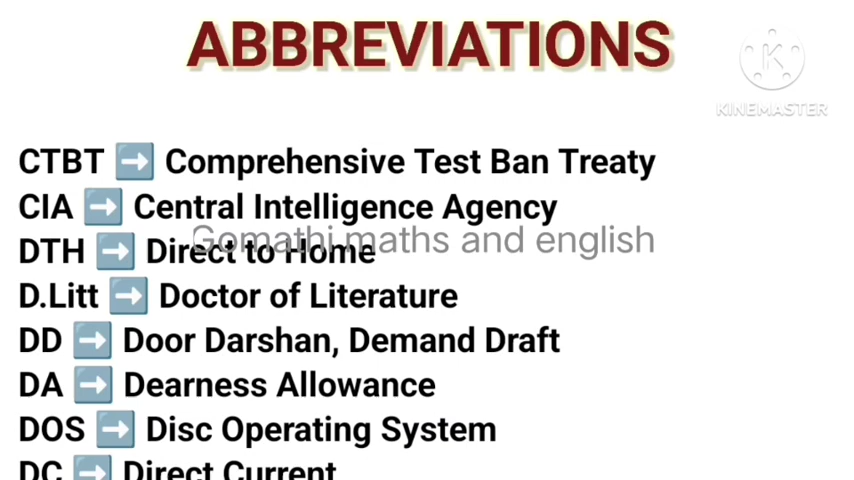 ABBREVIATIONS
KINEMASTER
CTBT ➡️ Comprehensive Test Ban Treaty
CIA ➡️ Central Intelligence Agency
Gomathi maths and english
DTH ➡️ Direct to Home
D.Litt ➡️ Doctor of Literature
DD ➡️ Door Darshan, Demand Draft
DA ➡️ Dearness Allowance
DOS ➡️ Disc Operating System
DC ➡️ Direct Current